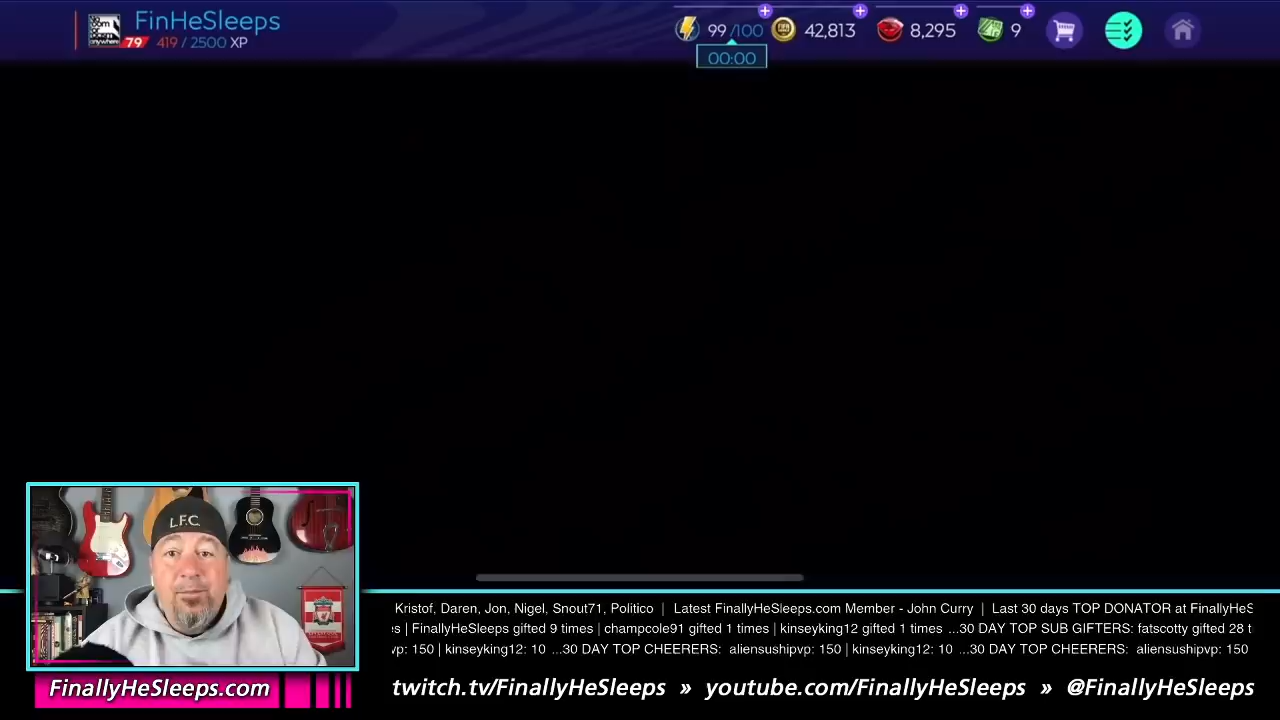 FinHeSleeps
79 419 / 2500 XP
99 /100
42,813
8,295
9
00:00
L.F.C.
Kristof, Daren, Jon, Nigel, Snout71, Politico | Latest FinallyHeSleeps.com Member - John Curry | Last 30 days TOP DONATOR at FinallyHeS
es | FinallyHeSleeps gifted 9 times | champcole91 gifted 1 times | kinseyking12 gifted 1 times ...30 DAY TOP SUB GIFTERS: fatscotty gifted 28 t
vp: 150 | kinseyking12: 10 ...30 DAY TOP CHEERERS: aliensushipvp: 150 | kinseyking12: 10 ...30 DAY TOP CHEERERS: aliensushipvp: 150
FinallyHeSleeps.com
twitch.tv/FinallyHeSleeps » youtube.com/FinallyHeSleeps » @FinallyHeSleeps